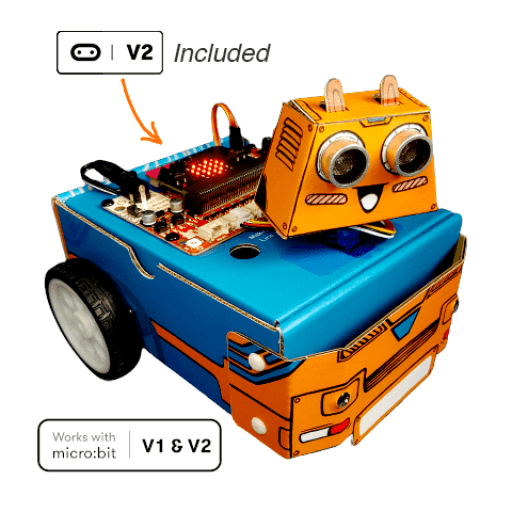 V2 Included
Works with
micro:bit
V1 & V2